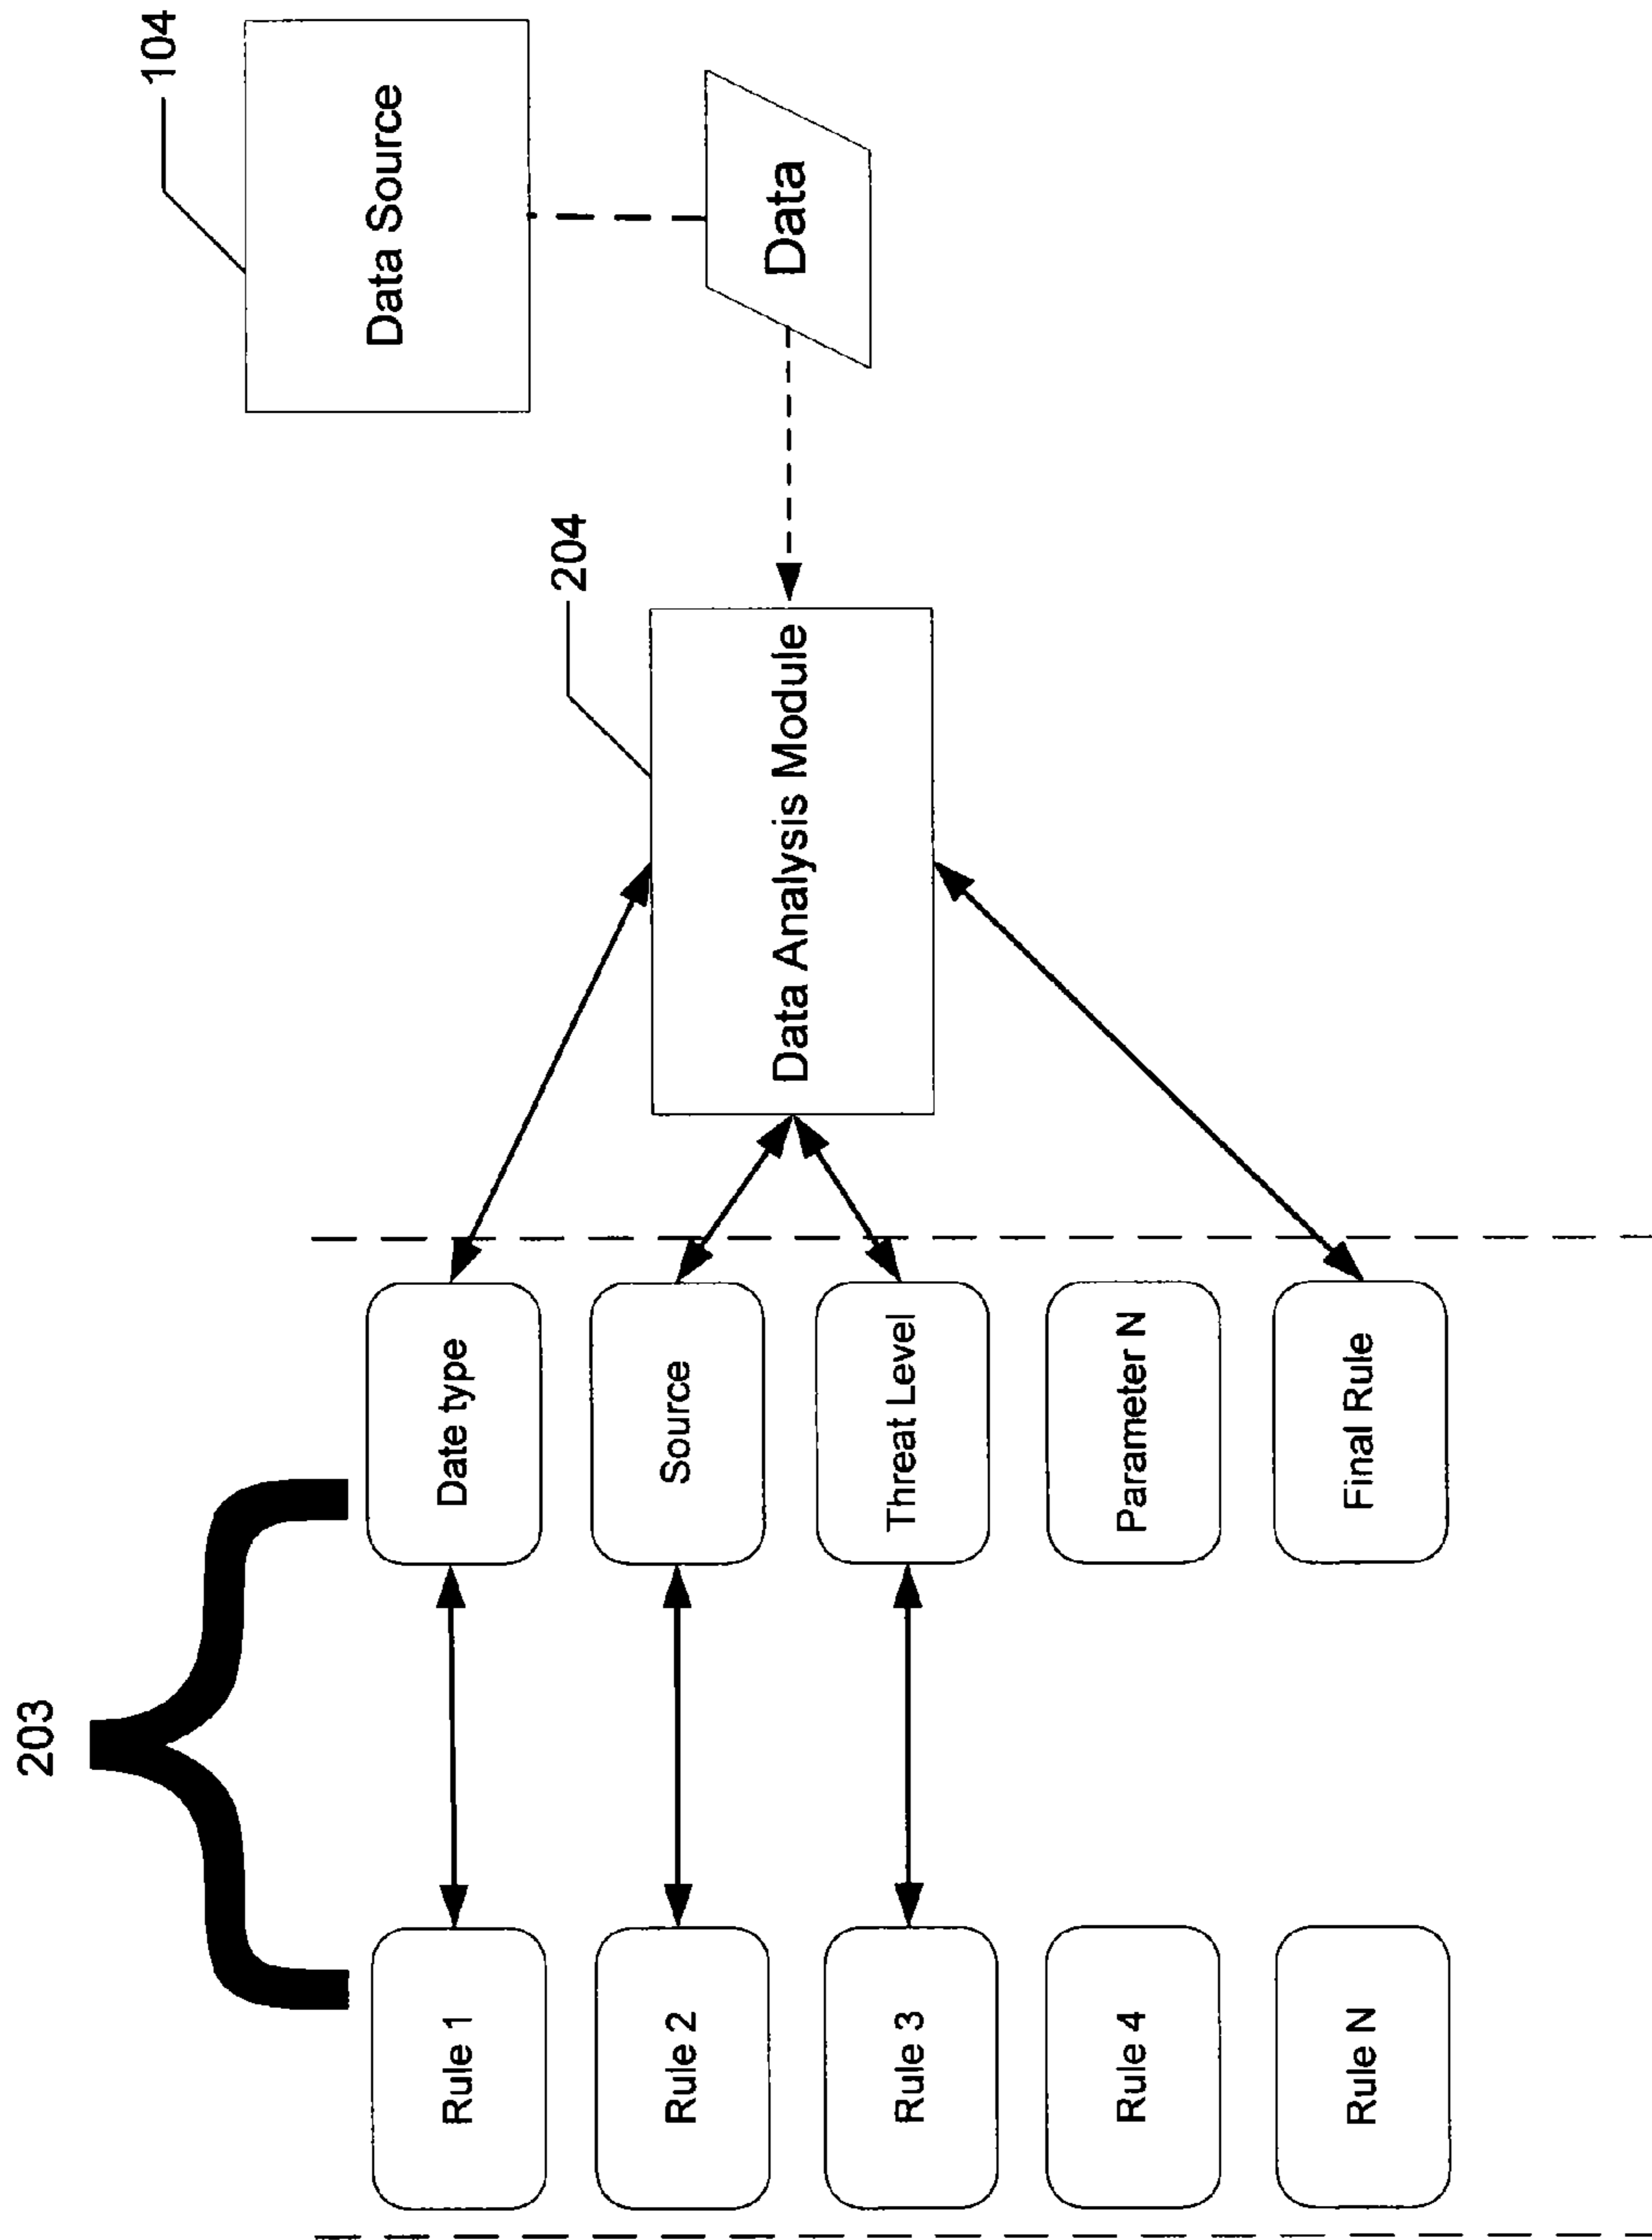 203
104
Data Source
Rule 1
Date type
204
Rule 2
Source
Data Analysis Module
Data
Rule 3
Threat Level
Rule 4
Parameter N
Rule N
Final Rule